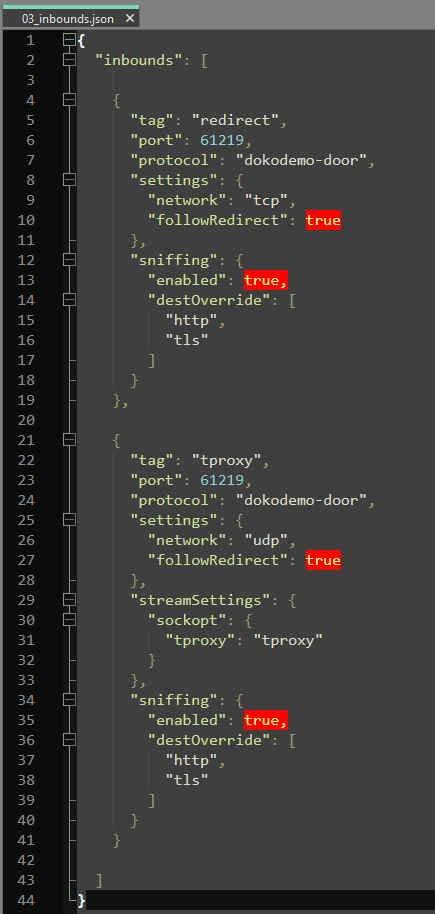 03_inbounds.json ✕
1 {
2   "inbounds": [
3
4     {
5       "tag": "redirect",
6       "port": 61219,
7       "protocol": "dokodemo-door",
8       "settings": {
9         "network": "tcp",
10         "followRedirect": true
11       },
12       "sniffing": {
13         "enabled": true,
14         "destOverride": [
15           "http",
16           "tls"
17         ]
18       }
19     },
20
21     {
22       "tag": "tproxy",
23       "port": 61219,
24       "protocol": "dokodemo-door",
25       "settings": {
26         "network": "udp",
27         "followRedirect": true
28       },
29       "streamSettings": {
30         "sockopt": {
31           "tproxy": "tproxy"
32         }
33       },
34       "sniffing": {
35         "enabled": true,
36         "destOverride": [
37           "http",
38           "tls"
39         ]
40       }
41     }
42
43   ]
44 }